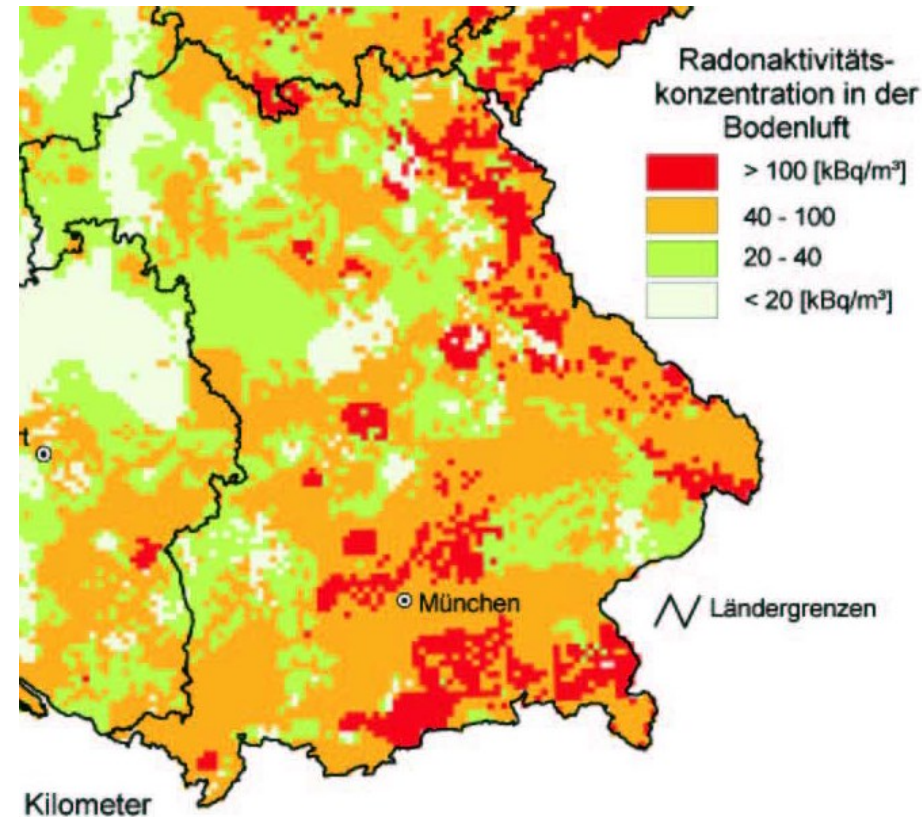 Radonaktivitäts-
konzentration in der
Bodenluft
> 100 [kBq/m³]
40 - 100
20 - 40
< 20 [kBq/m³]
München
Ländergrenzen
Kilometer